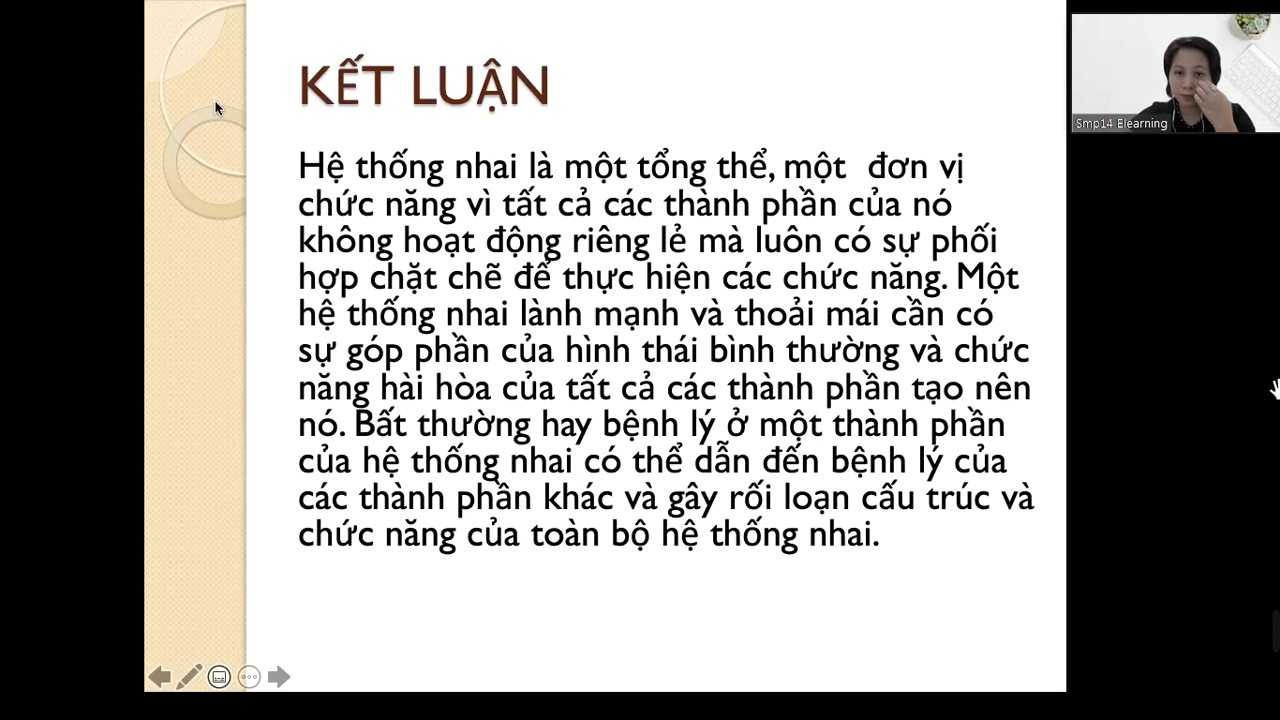 KẾT LUẬN
Hệ thống nhai là một tổng thể, một  đơn vị
chức năng vì tất cả các thành phần của nó
không hoạt động riêng lẻ mà luôn có sự phối
hợp chặt chẽ để thực hiện các chức năng. Một
hệ thống nhai lành mạnh và thoải mái cần có
sự góp phần của hình thái bình thường và chức
năng hài hòa của tất cả các thành phần tạo nên
nó. Bất thường hay bệnh lý ở một thành phần
của hệ thống nhai có thể dẫn đến bệnh lý của
các thành phần khác và gây rối loạn cấu trúc và
chức năng của toàn bộ hệ thống nhai.
Smp14 Elearning